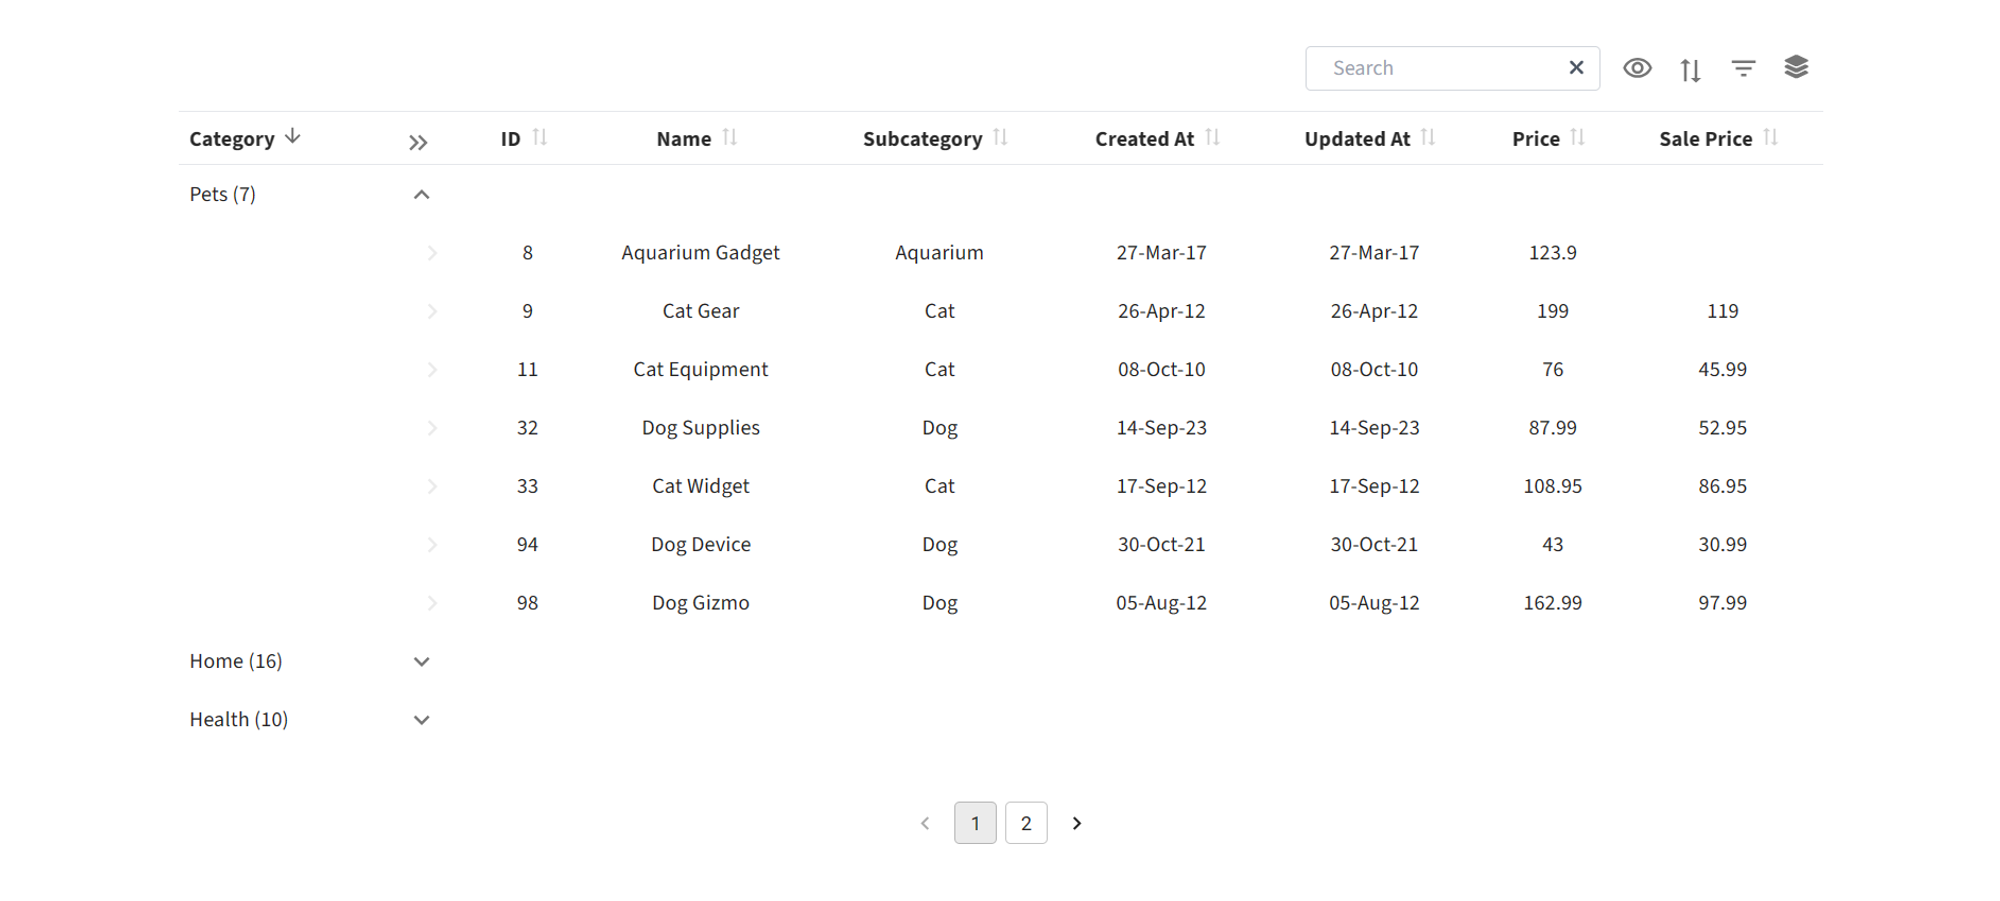 Search
Category ID Name Subcategory Created At Updated At Price Sale Price
Pets (7)
8 Aquarium Gadget Aquarium 27-Mar-17 27-Mar-17 123.9
9 Cat Gear Cat 26-Apr-12 26-Apr-12 199 119
11 Cat Equipment Cat 08-Oct-10 08-Oct-10 76 45.99
32 Dog Supplies Dog 14-Sep-23 14-Sep-23 87.99 52.95
33 Cat Widget Cat 17-Sep-12 17-Sep-12 108.95 86.95
94 Dog Device Dog 30-Oct-21 30-Oct-21 43 30.99
98 Dog Gizmo Dog 05-Aug-12 05-Aug-12 162.99 97.99
Home (16)
Health (10)
1 2